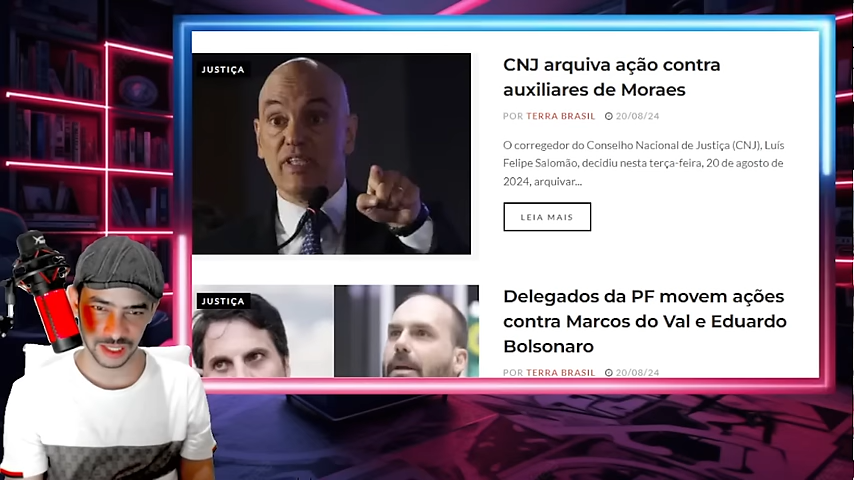 JUSTIÇA
CNJ arquiva ação contra
auxiliares de Moraes
POR TERRA BRASIL 20/08/24
O corregedor do Conselho Nacional de Justiça (CNJ), Luís
Felipe Salomão, decidiu nesta terça-feira, 20 de agosto de
2024, arquivar...
LEIA MAIS
JUSTIÇA
Delegados da PF movem ações
contra Marcos do Val e Eduardo
Bolsonaro
POR TERRA BRASIL 20/08/24